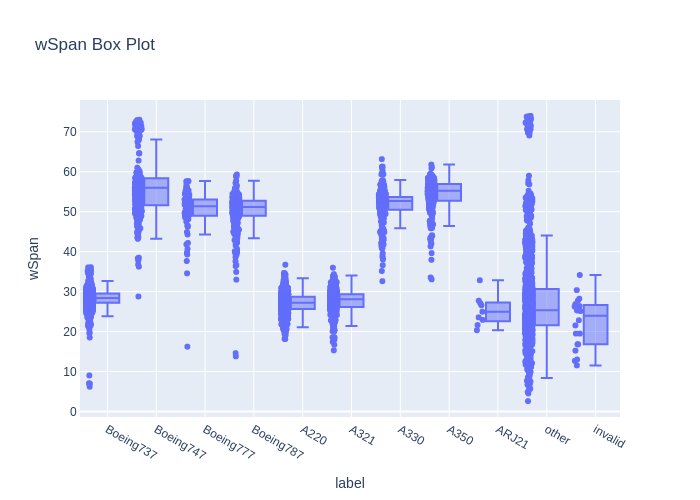 wSpan Box Plot
70
60
50
40
30
20
10
0
wSpan
Boeing737
Boeing747
Boeing777
Boeing787
A220
A321
A330
A350
ARJ21
other
invalid
label